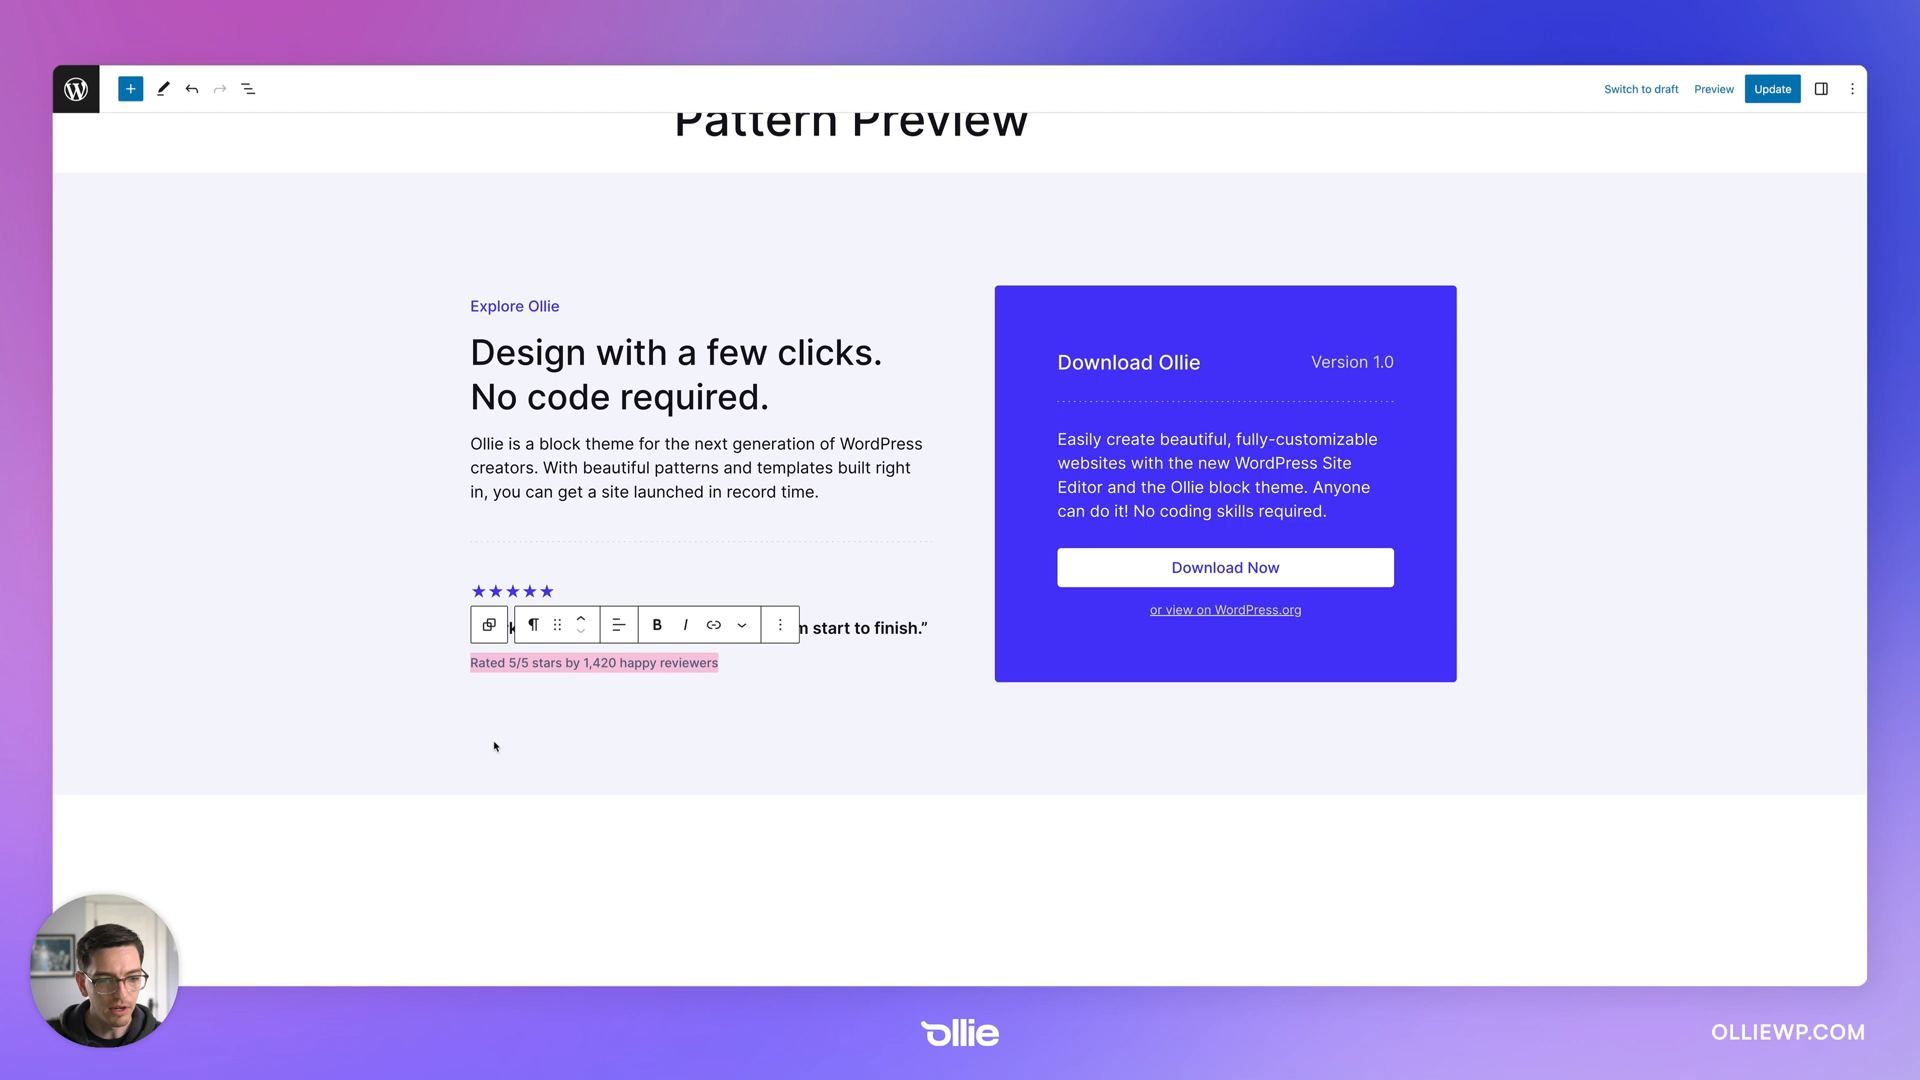 Switch to draft
Preview
Update
Pattern Preview
Explore Ollie
Design with a few clicks.
No code required.
Ollie is a block theme for the next generation of WordPress
creators. With beautiful patterns and templates built right
in, you can get a site launched in record time.
★★★★★
start to finish.”
Rated 5/5 stars by 1,420 happy reviewers
Download Ollie
Version 1.0
Easily create beautiful, fully-customizable
websites with the new WordPress Site
Editor and the Ollie block theme. Anyone
can do it! No coding skills required.
Download Now
or view on WordPress.org
ollie
OLLIEWP.COM